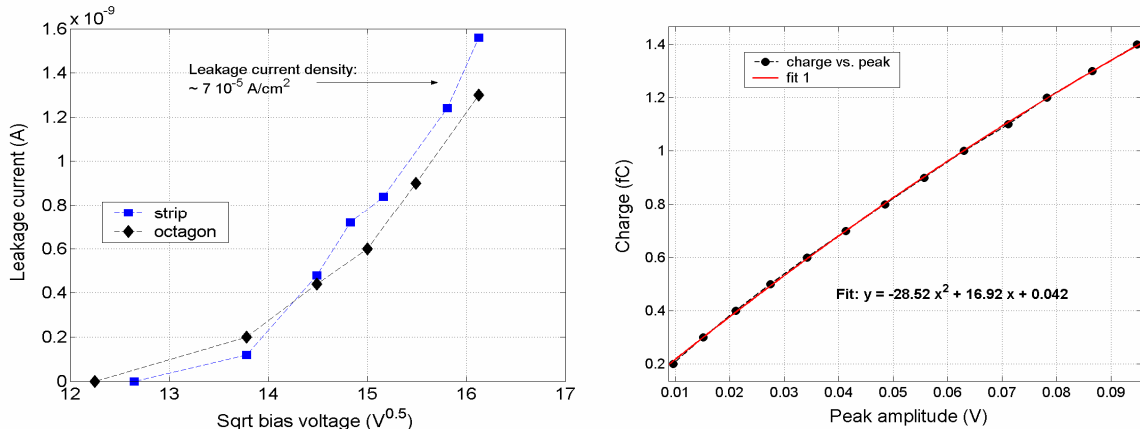 x 10^-9
1.6
1.4
1.2
1
0.8
0.6
0.4
0.2
0
Leakage current (A)
Leakage current density:
~ 7 10^-5 A/cm^2
strip
octagon
12 13 14 15 16 17
Sqrt bias voltage (V^0.5)
1.4
1.2
1
0.8
0.6
0.4
0.2
Charge (fC)
charge vs. peak
fit 1
Fit: y = -28.52 x^2 + 16.92 x + 0.042
0.01 0.02 0.03 0.04 0.05 0.06 0.07 0.08 0.09
Peak amplitude (V)